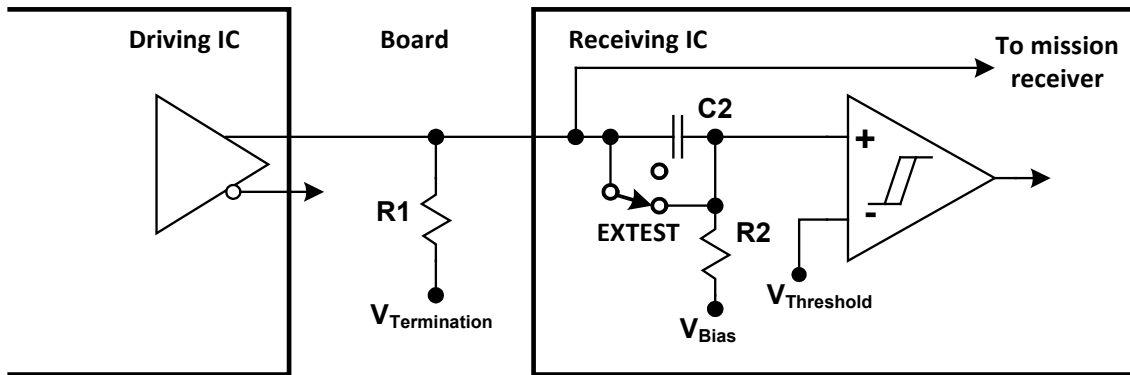 Driving IC
Board
Receiving IC
To mission
receiver
C2
+
-
R1
EXTEST
R2
VTermination
VThreshold
VBias